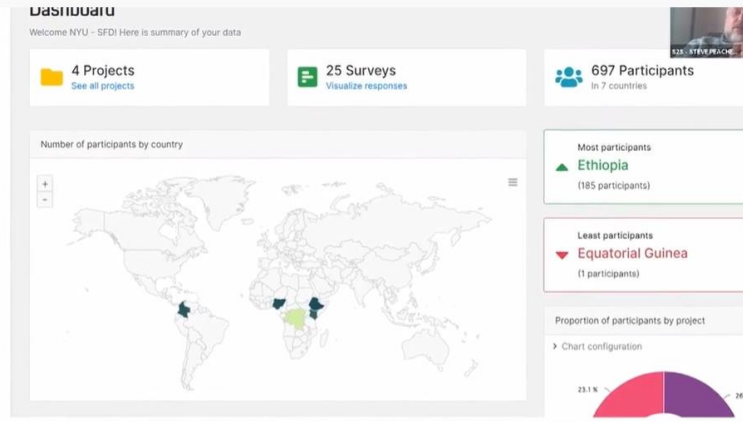 Dashboard
Welcome NYU - SFD! Here is summary of your data
4 Projects
See all projects
25 Surveys
Visualize responses
697 Participants
In 7 countries
Number of participants by country
+
-
Most participants
Ethiopia
(185 participants)
Least participants
Equatorial Guinea
(1 participants)
Proportion of participants by project
> Chart configuration
23.1 %